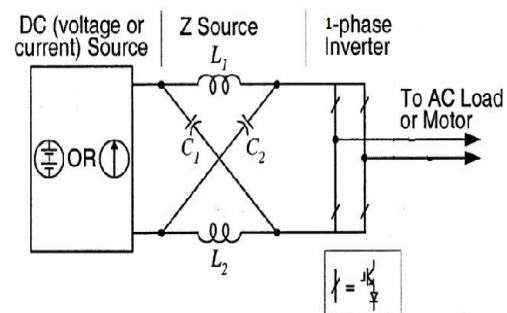 DC (voltage or
current) Source
Z Source
1-phase
Inverter
L1
To AC Load
or Motor
C1
C2
OR
L2
=